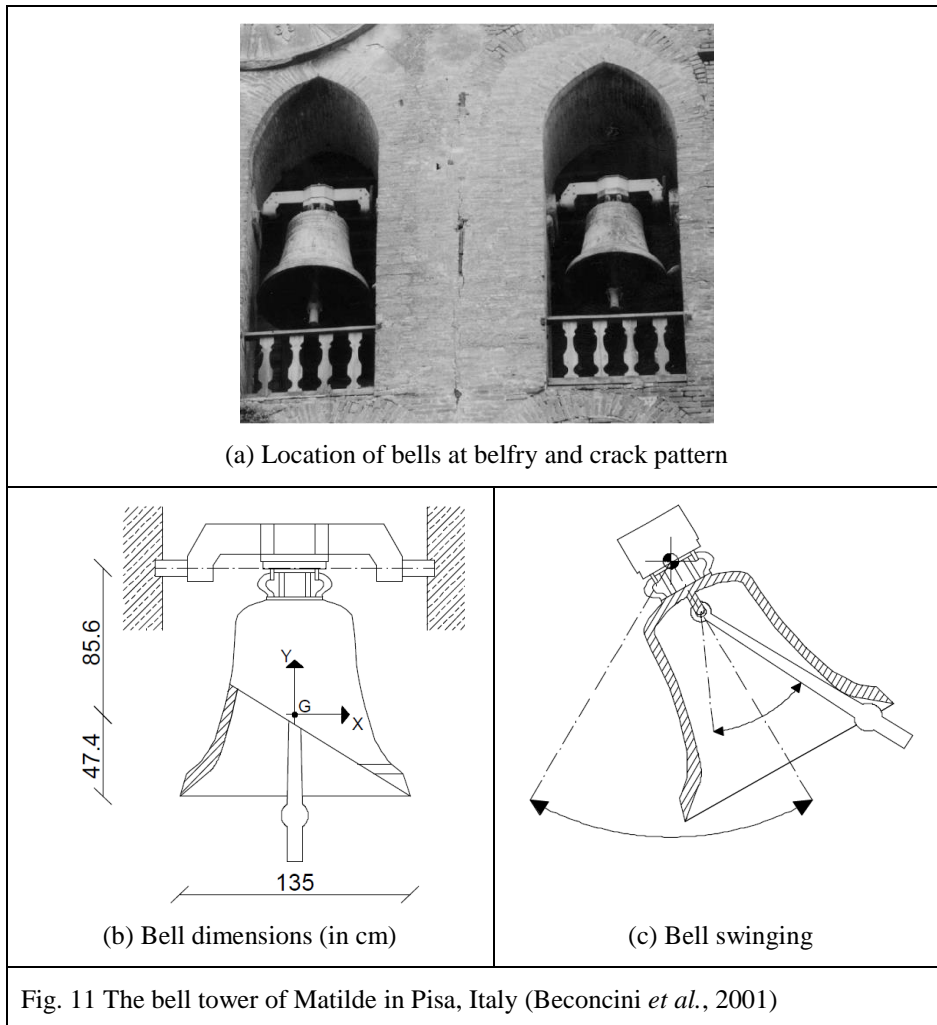 (a) Location of bells at belfry and crack pattern
85.6
47.4
Y
G
X
135
(b) Bell dimensions (in cm)
(c) Bell swinging
Fig. 11 The bell tower of Matilde in Pisa, Italy (Beconcini et al., 2001)